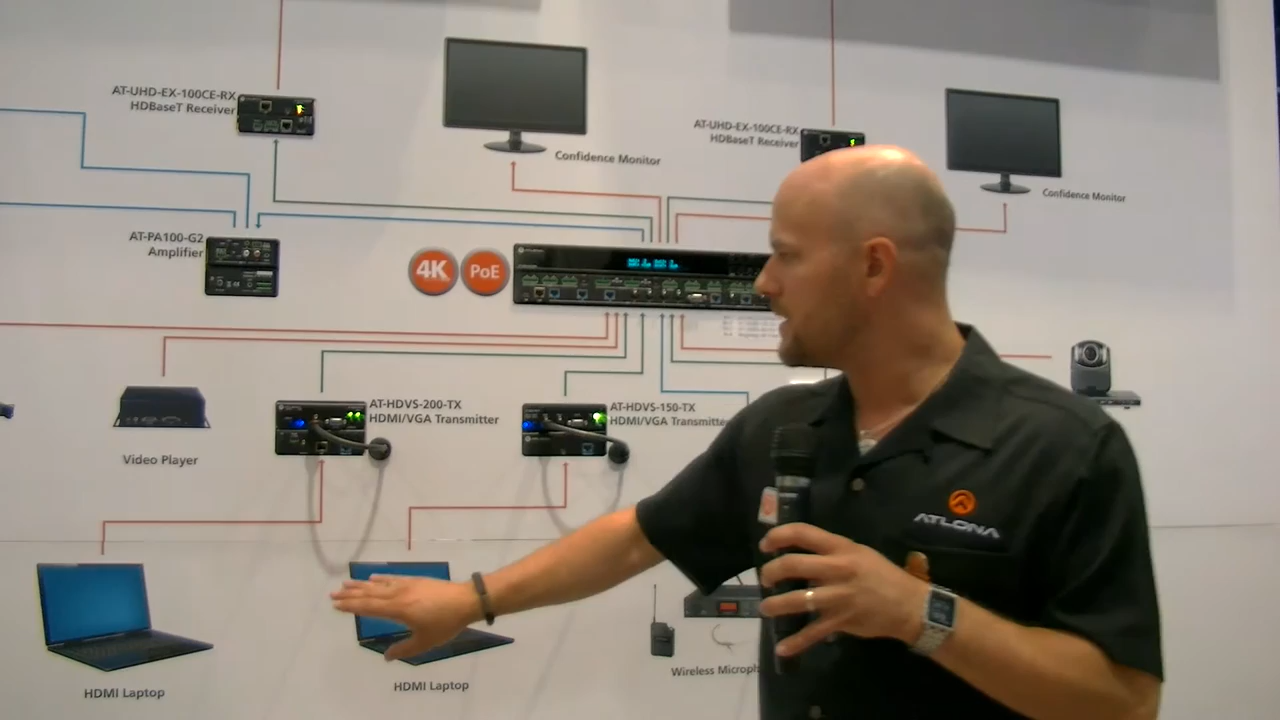 AT-UHD-EX-100CE-RX
HDBaseT Receiver
Confidence Monitor
AT-UHD-EX-100CE-RX
HDBaseT Receiver
Confidence Monitor
AT-PA100-G2
Amplifier
4K
PoE
Video Player
AT-HDVS-200-TX
HDMI/VGA Transmitter
AT-HDVS-150-TX
HDMI/VGA Transmitter
ATLONA
HDMI Laptop
HDMI Laptop
Wireless